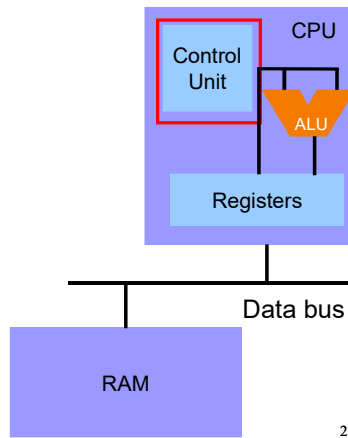 CPU
Control
Unit
ALU
Registers
Data bus
RAM
2